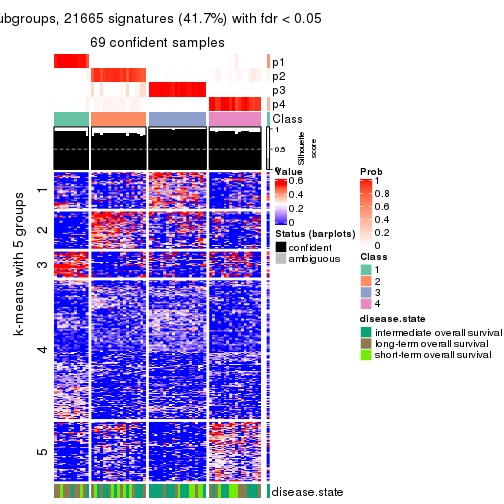 ubgroups, 21665 signatures (41.7%) with fdr < 0.05
69 confident samples
p1
p2
p3
p4
Class
1
0.5
0
Silhouette
score
k-means with 5 groups
1
2
3
4
5
disease.state
Value
0.6
0.4
0.2
0
Status (barplots)
confident
ambiguous
Prob
1
0.8
0.6
0.4
0.2
0
Class
1
2
3
4
disease.state
intermediate overall survival
long-term overall survival
short-term overall survival